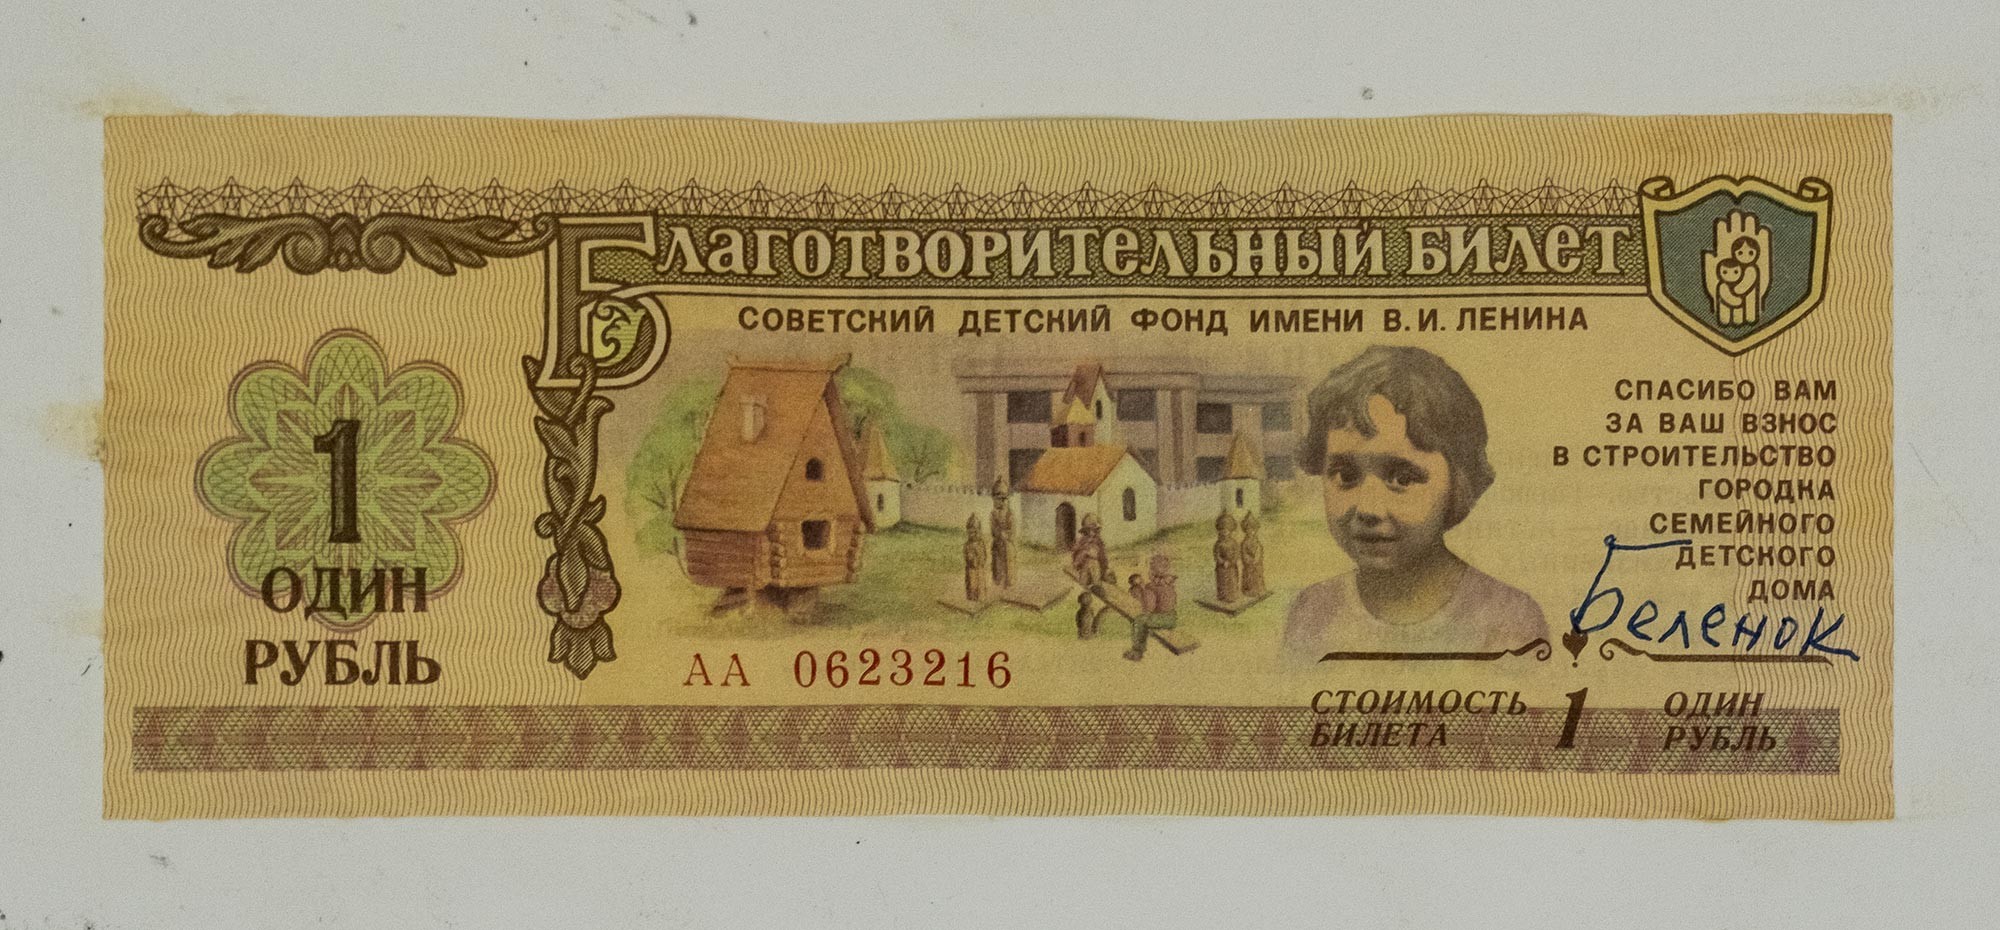 Благотворительный билет
СОВЕТСКИЙ ДЕТСКИЙ ФОНД ИМЕНИ В.И. ЛЕНИНА
1
ОДИН
РУБЛЬ
СПАСИБО ВАМ
ЗА ВАШ ВЗНОС
В СТРОИТЕЛЬСТВО
ГОРОДКА
СЕМЕЙНОГО
ДЕТСКОГО
ДОМА
Беленок
АА 0623216
СТОИМОСТЬ
БИЛЕТА
1
ОДИН
РУБЛЬ